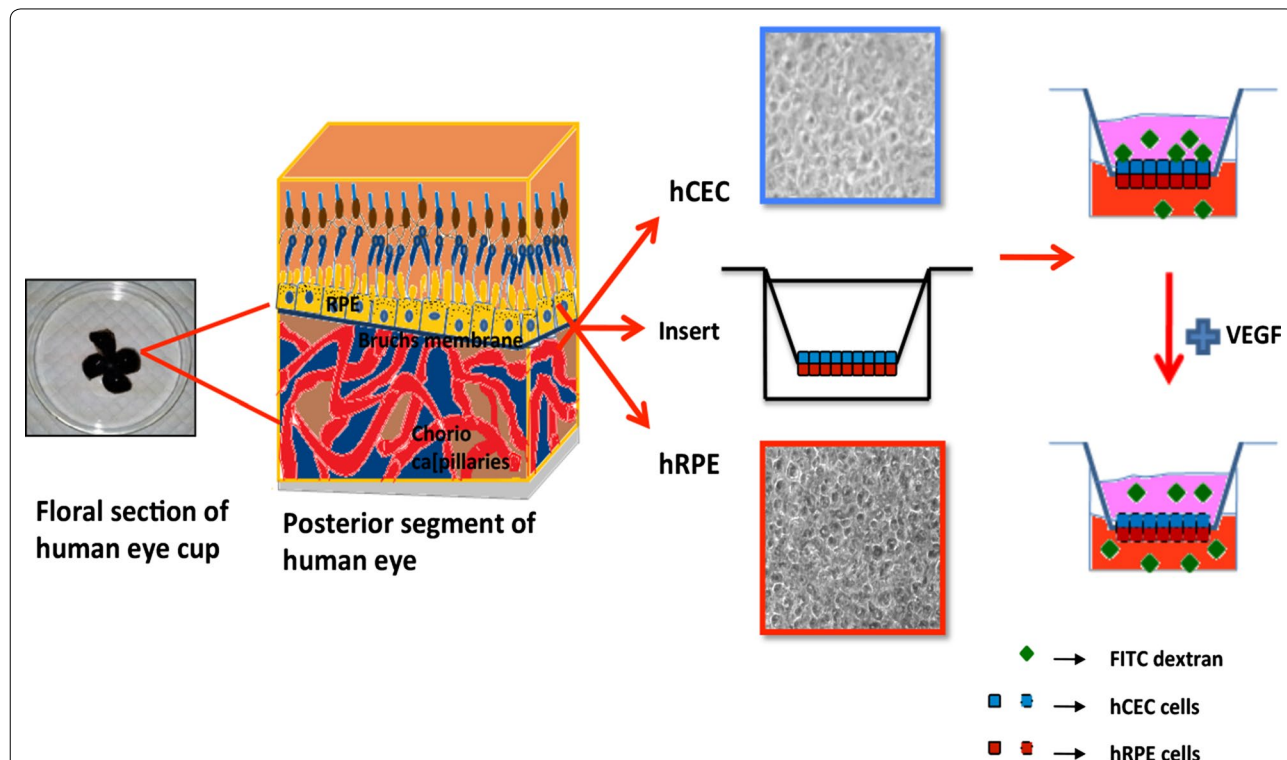 RPE
Bruchs membrane
Chorio
ca[pillaries
Floral section of
human eye cup
Posterior segment of
human eye
hCEC
Insert
hRPE
VEGF
FITC dextran
hCEC cells
hRPE cells